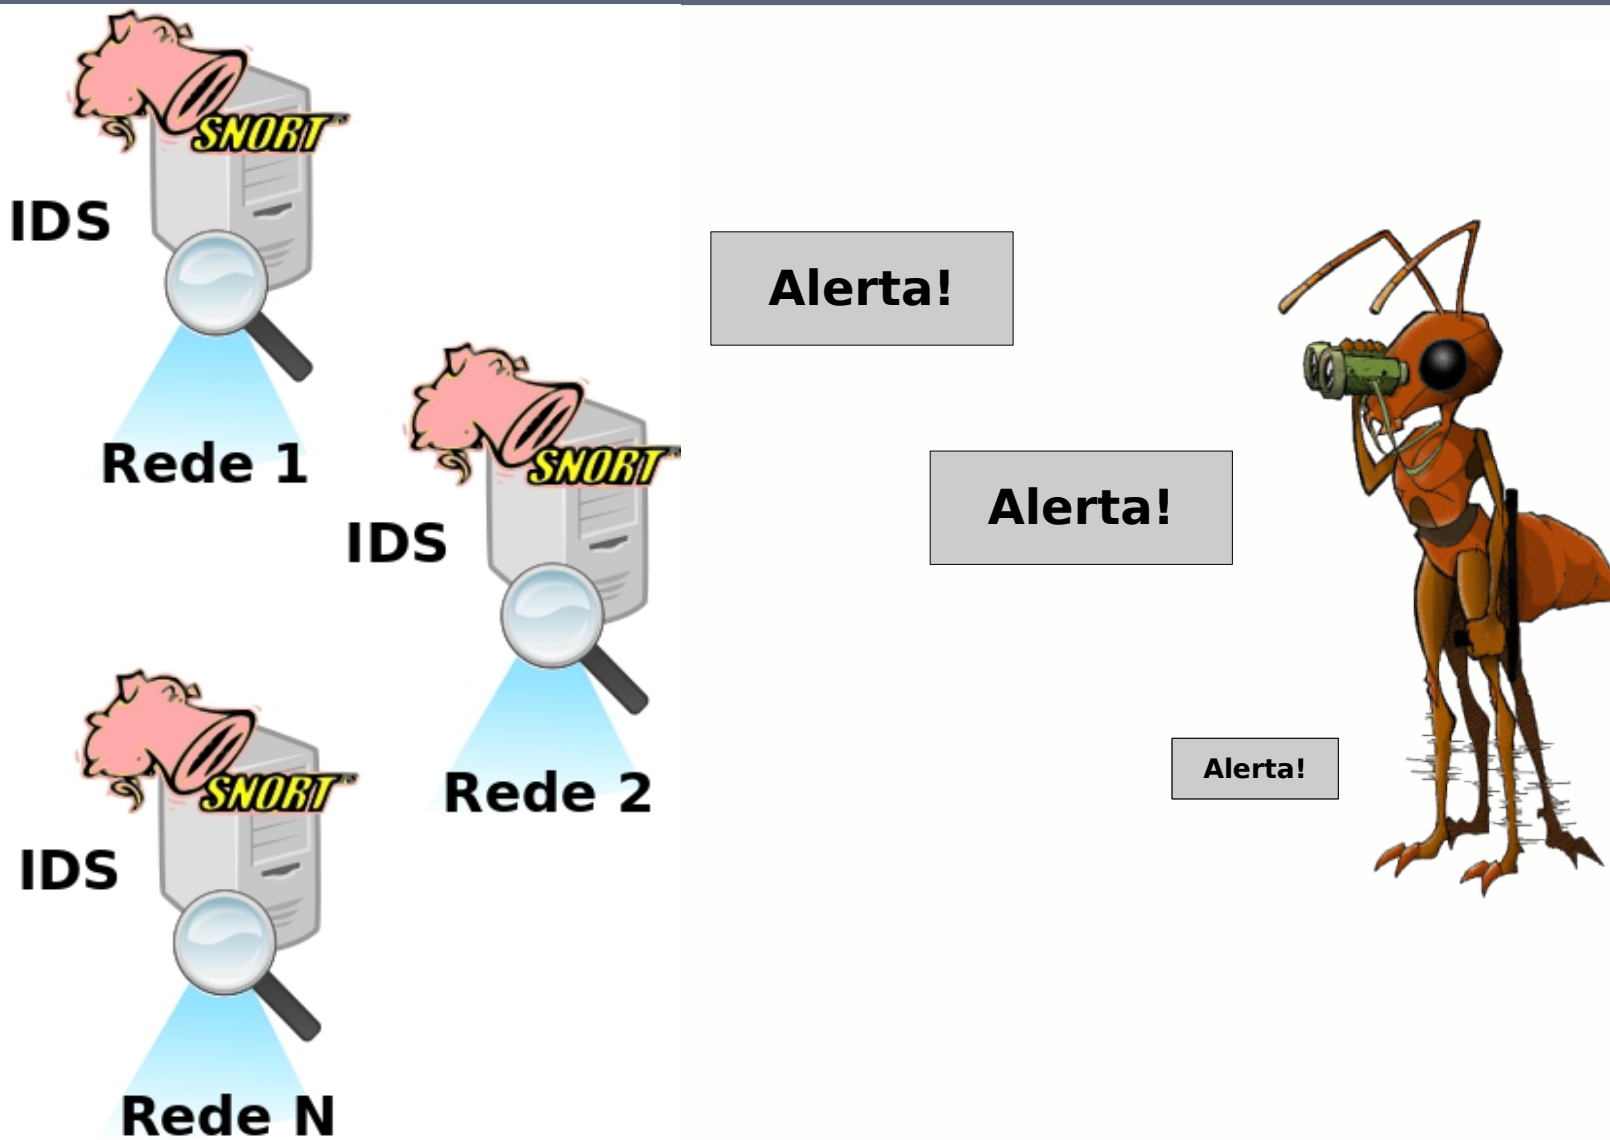 SNORT
IDS
Rede 1
SNORT
IDS
Rede 2
SNORT
IDS
Rede N
Alerta!
Alerta!
Alerta!